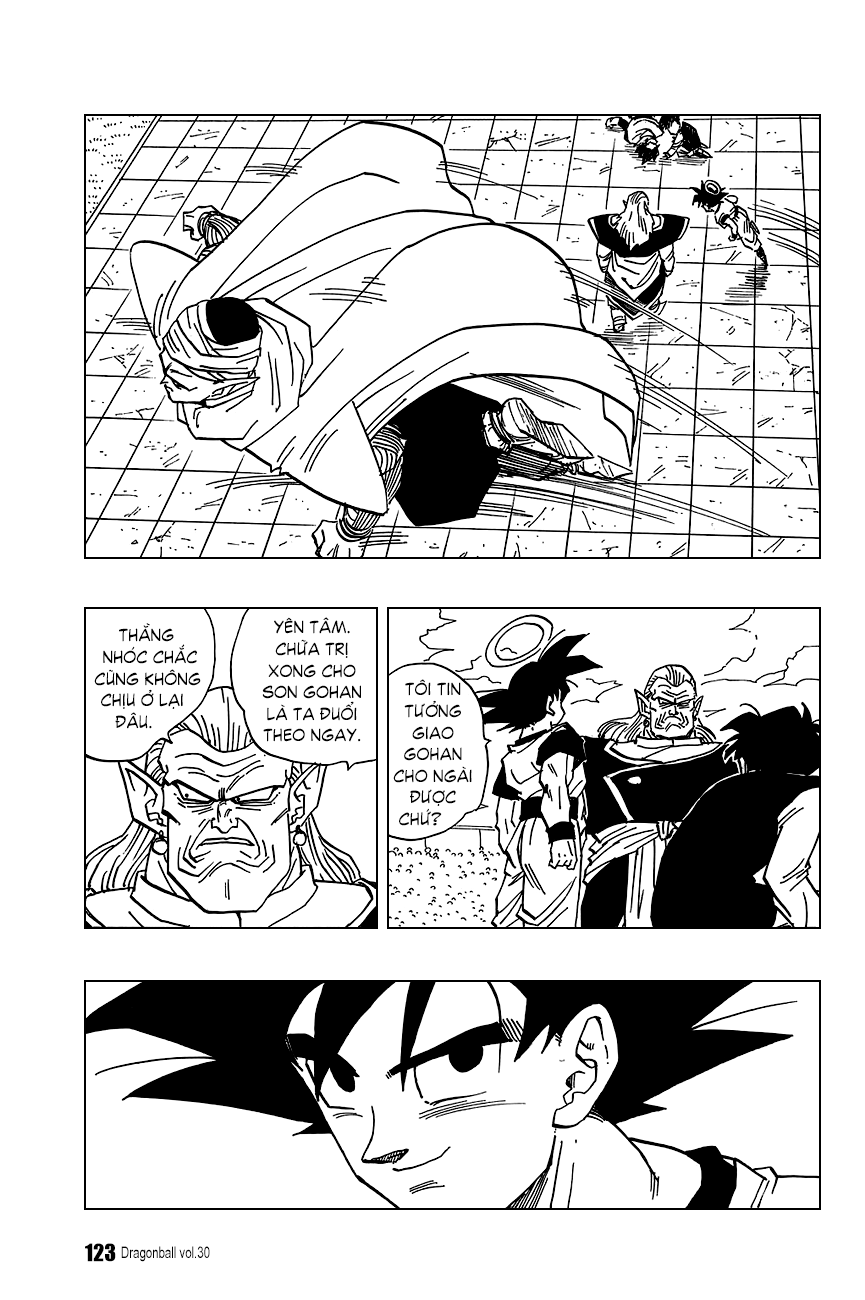 TÔI TIN
TƯỞNG
GIAO
GOHAN
CHO NGÀI
ĐƯỢC
CHỨ?
YÊN TÂM.
CHỮA TRỊ
XONG CHO
SON GOHAN
LÀ TA ĐUỔI
THEO NGAY.
THẰNG
NHÓC CHẮC
CŨNG KHÔNG
CHỊU Ở LẠI
ĐÂU.
123 Dragonball vol.30